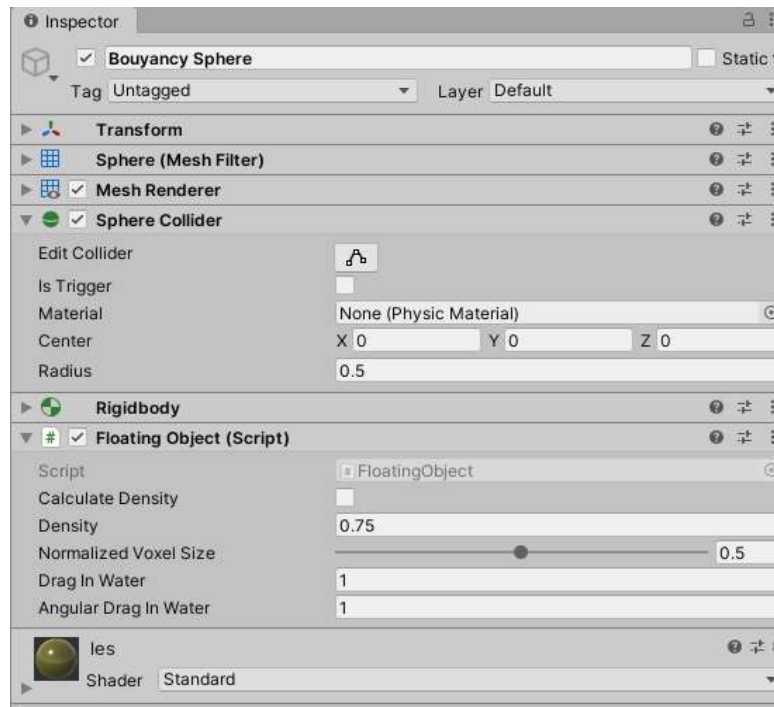 Inspector
Bouyancy Sphere Static
Tag Untagged Layer Default
Transform
Sphere (Mesh Filter)
Mesh Renderer
Sphere Collider
Edit Collider
Is Trigger
Material None (Physic Material)
Center X 0 Y 0 Z 0
Radius 0.5
Rigidbody
# Floating Object (Script)
Script # FloatingObject
Calculate Density
Density 0.75
Normalized Voxel Size 0.5
Drag In Water 1
Angular Drag In Water 1
les
Shader Standard